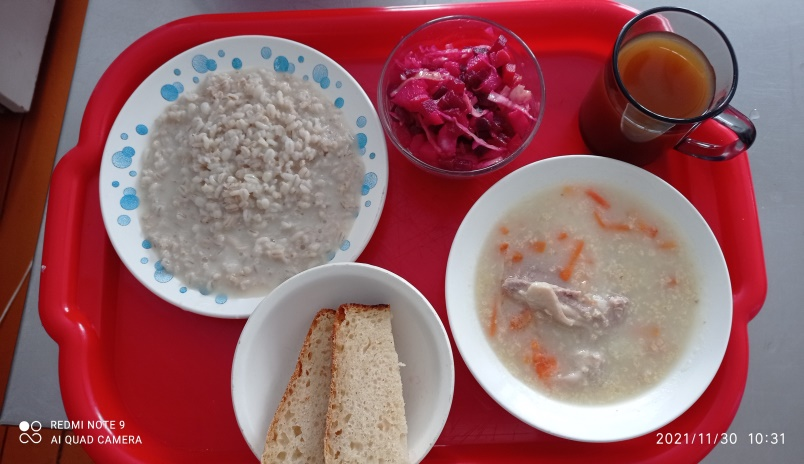 REDMI NOTE 9
AI QUAD CAMERA
2021/11/30 10:31